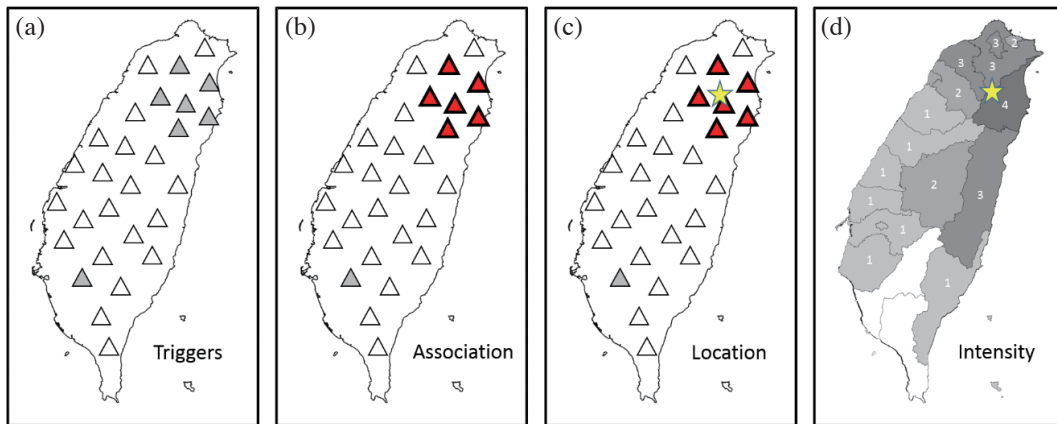 (a)
Triggers
(b)
Association
(c)
Location
(d)
3
2
3
3
2
4
1
1
1
2
3
1
1
1
1
Intensity